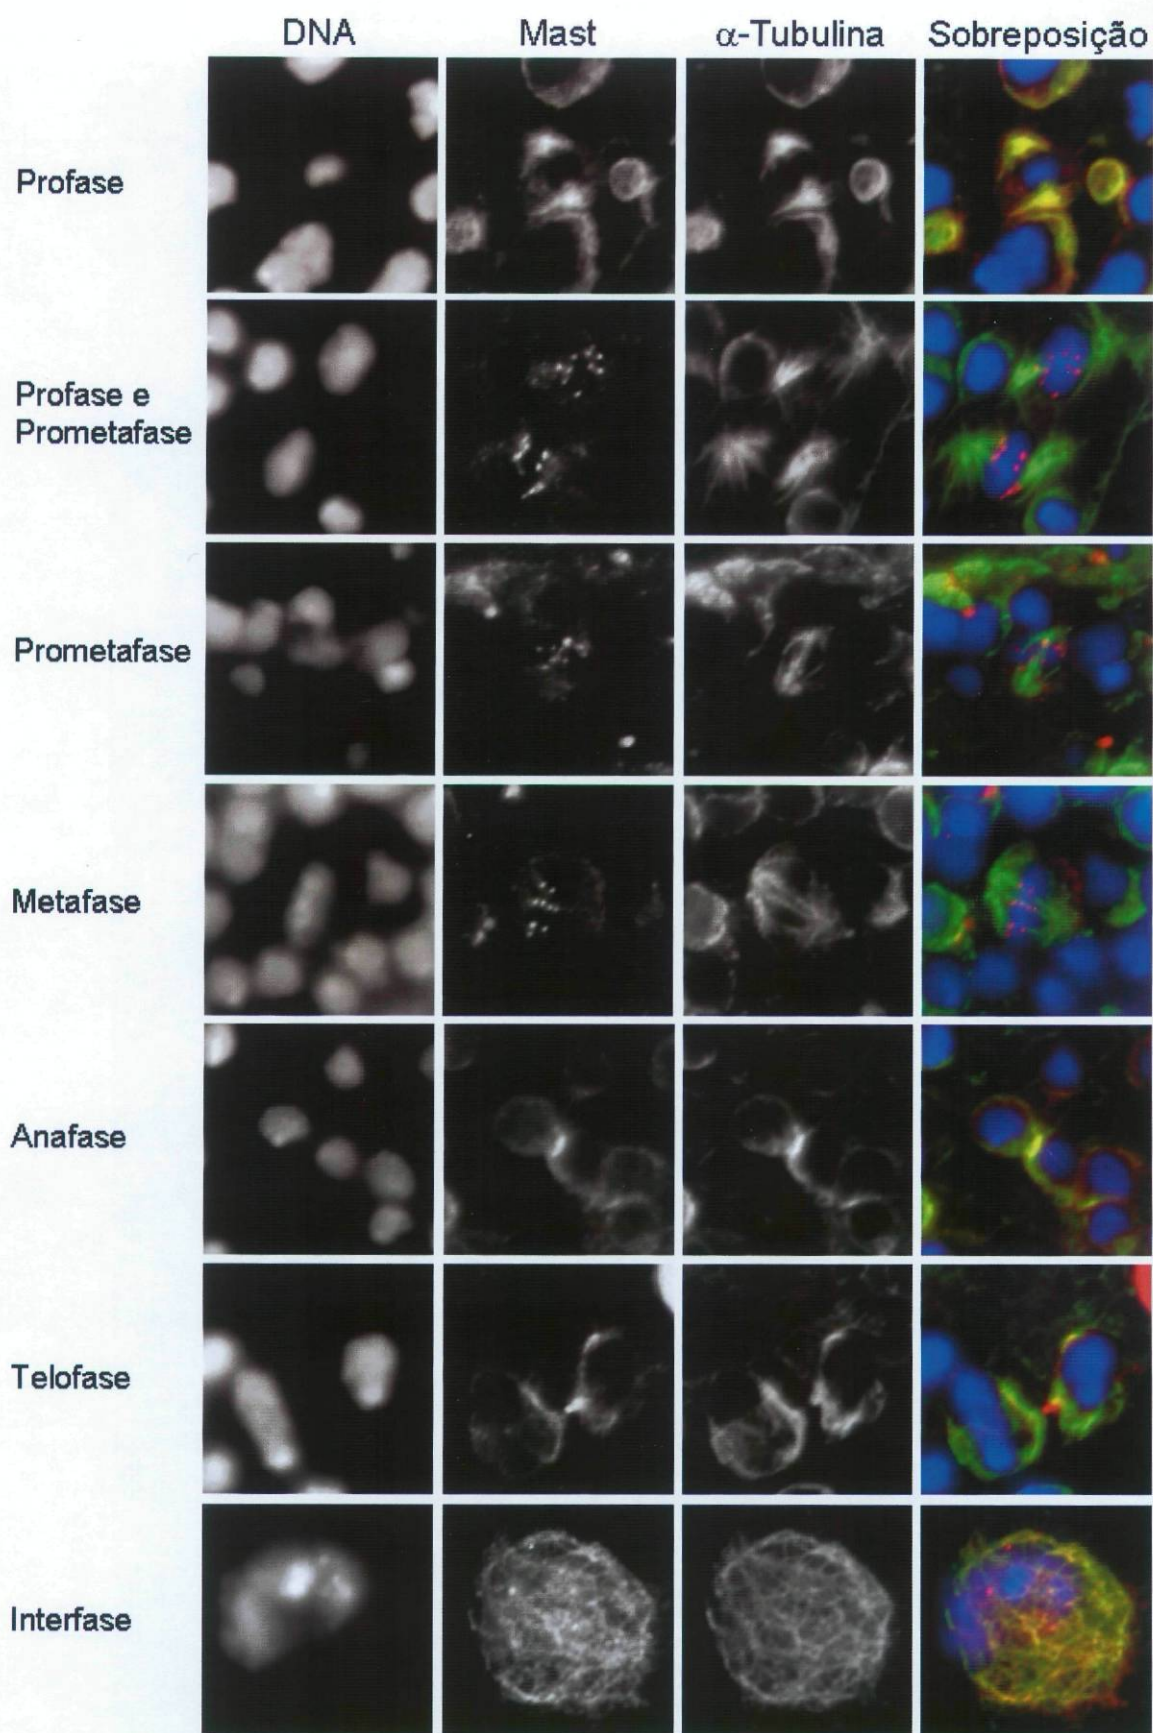 DNA Mast α-Tubulina Sobreposição
Profase
Profase e
Prometafase
Prometafase
Metafase
Anafase
Telofase
Interfase